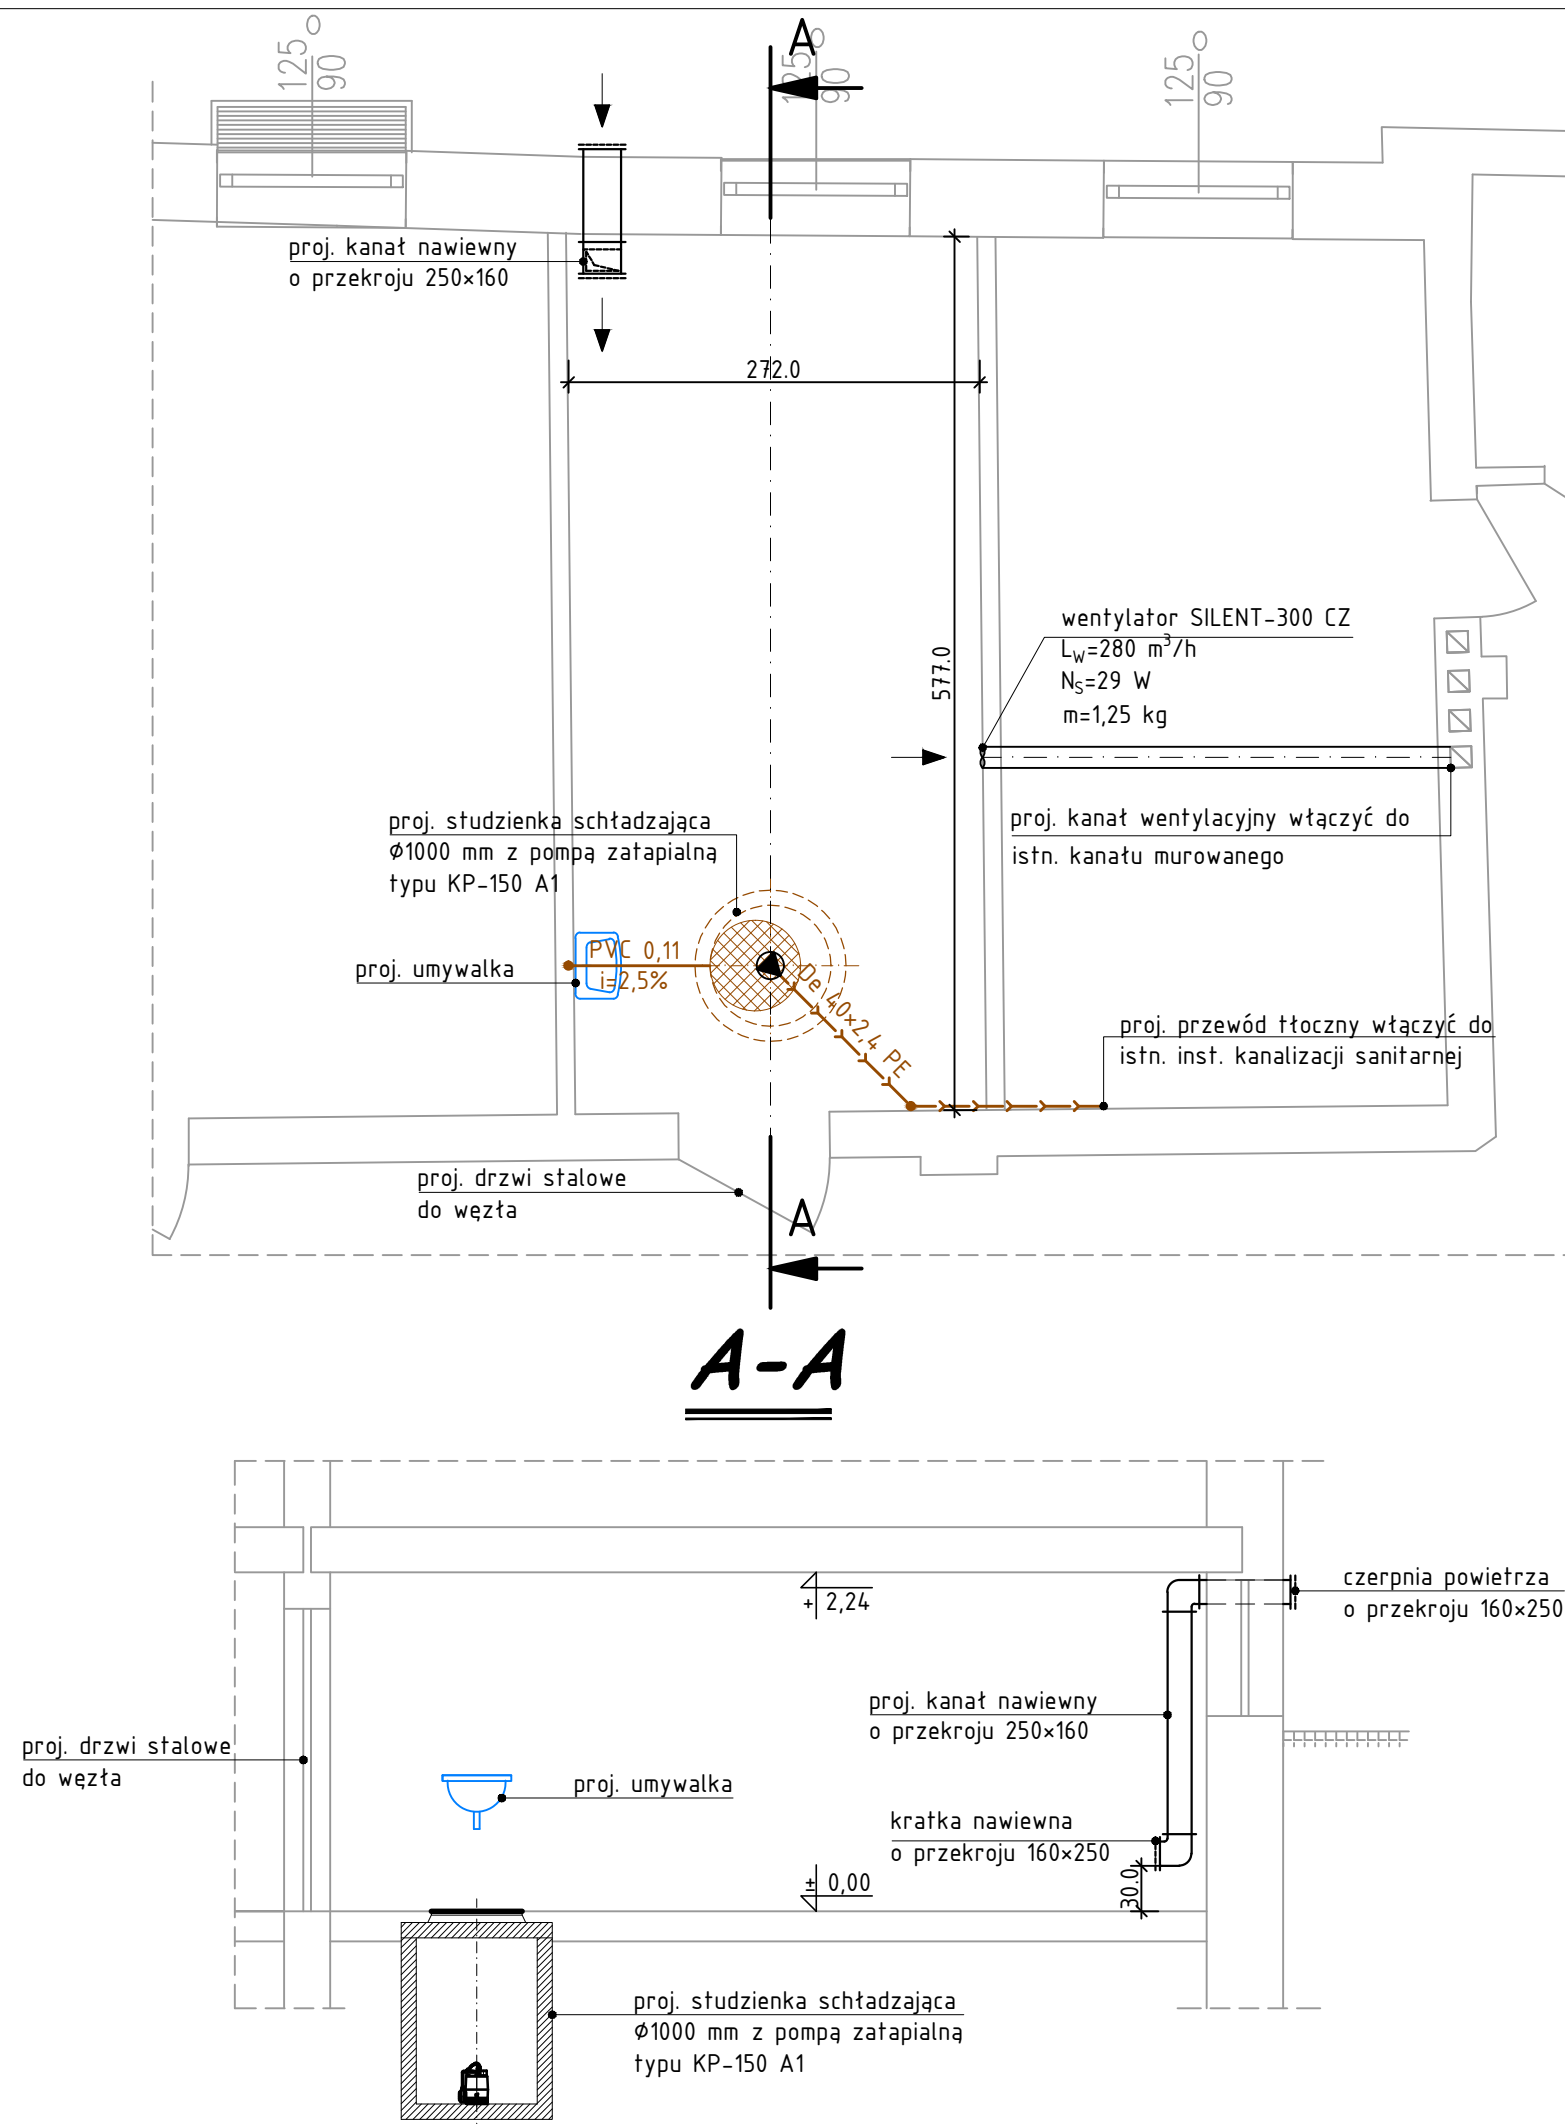 125
90
O
A
125
90
O
125
90
O
proj. kanał nawiewny
o przekroju 250×160
272.0
577.0
wentylator SILENT-300 CZ
LW=280 m³/h
NS=29 W
m=1,25 kg
proj. kanał wentylacyjny włączyć do
istn. kanału murowanego
proj. studzienka schładzająca
Ø1000 mm z pompą zatapialną
typu KP-150 A1
PVC 0,11
i=2,5%
proj. umywalka
De 40×2,4 PE
proj. przewód tłoczny włączyć do
istn. inst. kanalizacji sanitarnej
proj. drzwi stalowe
do węzła
A
A-A
+ 2,24
czerpnia powietrza
o przekroju 160×250
proj. kanał nawiewny
o przekroju 250×160
proj. drzwi stalowe
do węzła
proj. umywalka
kratka nawiewna
o przekroju 160×250
± 0,00
30.0
proj. studzienka schładzająca
Ø1000 mm z pompą zatapialną
typu KP-150 A1